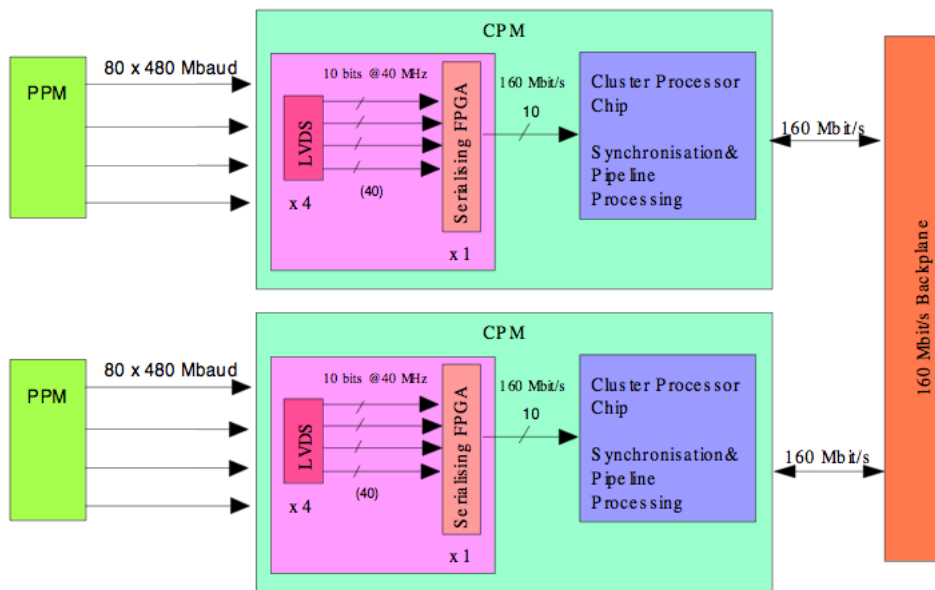 CPM
PPM
80 x 480 Mbaud
10 bits @40 MHz
LVDS
(40)
x 4
Serialising FPGA
x 1
160 Mbit/s
10
Cluster Processor
Chip
Synchronisation&
Pipeline
Processing
160 Mbit/s
160 Mbit/s Backplane
CPM
PPM
80 x 480 Mbaud
10 bits @40 MHz
LVDS
(40)
x 4
Serialising FPGA
x 1
160 Mbit/s
10
Cluster Processor
Chip
Synchronisation&
Pipeline
Processing
160 Mbit/s